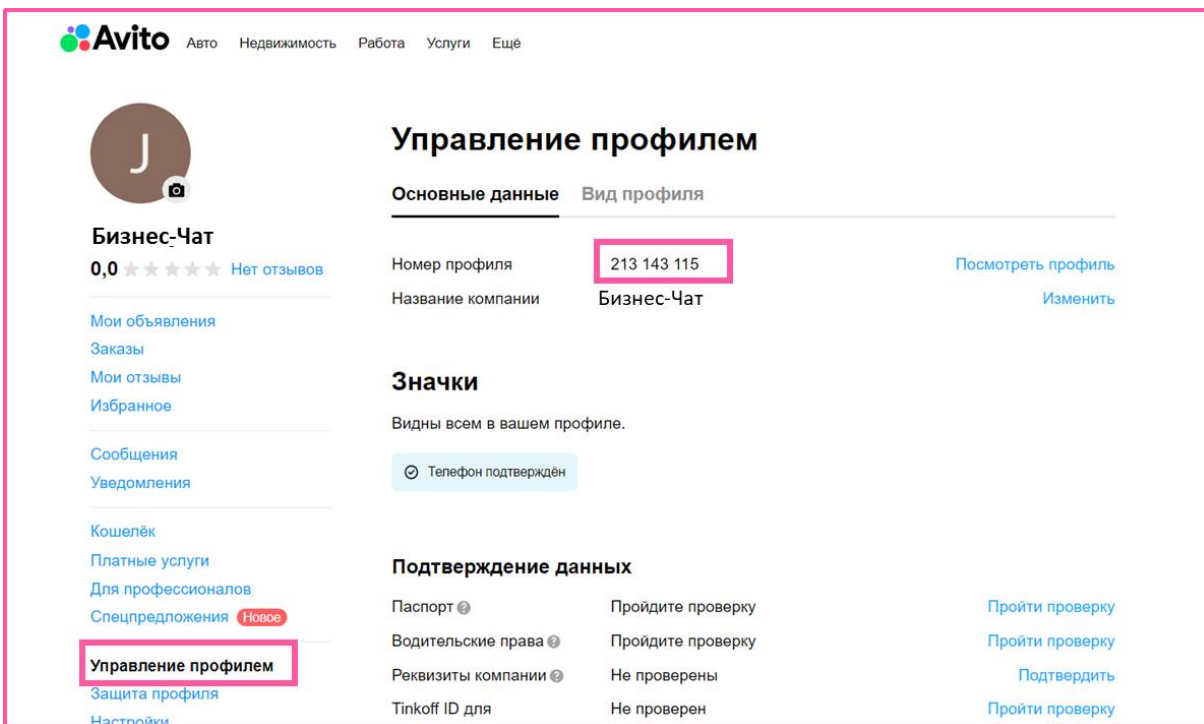 Avito Авто Недвижимость Работа Услуги Ещё
J
Бизнес-Чат
0,0 Нет отзывов
Мои объявления
Заказы
Мои отзывы
Избранное
Сообщения
Уведомления
Кошелёк
Платные услуги
Для профессионалов
Спецпредложения Новое
Управление профилем
Защита профиля
Настройки
Управление профилем
Основные данные Вид профиля
Номер профиля 213 143 115 Посмотреть профиль
Название компании Бизнес-Чат Изменить
Значки
Видны всем в вашем профиле.
Телефон подтверждён
Подтверждение данных
Паспорт ? Пройдите проверку Пройти проверку
Водительские права ? Пройдите проверку Пройти проверку
Реквизиты компании ? Не проверены Подтвердить
Tinkoff ID для Не проверен Пройти проверку